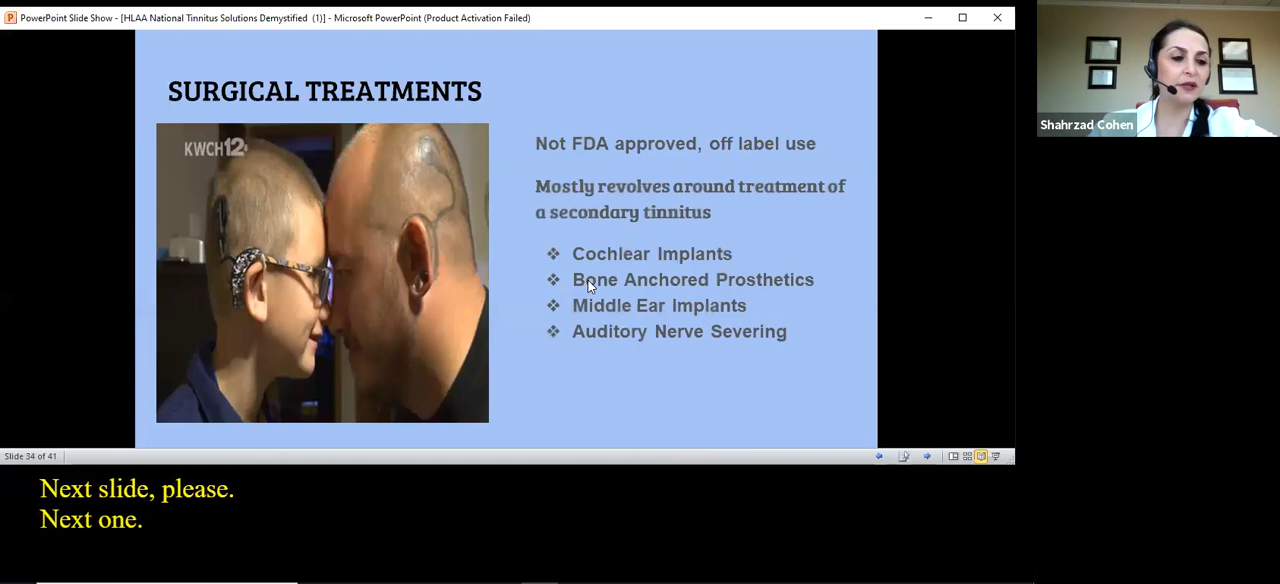 PowerPoint Slide Show - [HLAA National Tinnitus Solutions Demystified (1)] - Microsoft PowerPoint (Product Activation Failed)
SURGICAL TREATMENTS
KWCH12
Not FDA approved, off label use
Mostly revolves around treatment of
a secondary tinnitus
❖ Cochlear Implants
❖ Bone Anchored Prosthetics
❖ Middle Ear Implants
❖ Auditory Nerve Severing
Shahrzad Cohen
Slide 34 of 41
Next slide, please.
Next one.